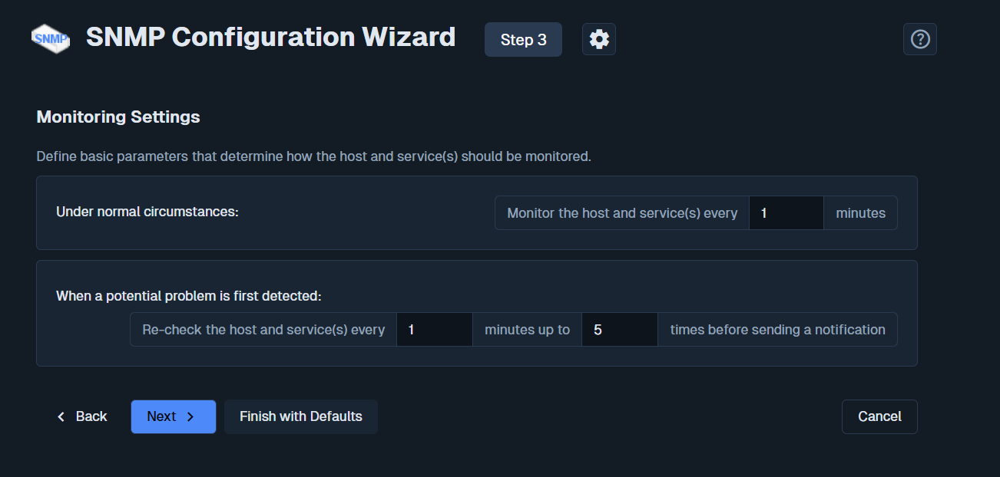 SNMP SNMP Configuration Wizard Step 3
Monitoring Settings
Define basic parameters that determine how the host and service(s) should be monitored.
Under normal circumstances: Monitor the host and service(s) every 1 minutes
When a potential problem is first detected:
Re-check the host and service(s) every 1 minutes up to 5 times before sending a notification
Back Next Finish with Defaults Cancel